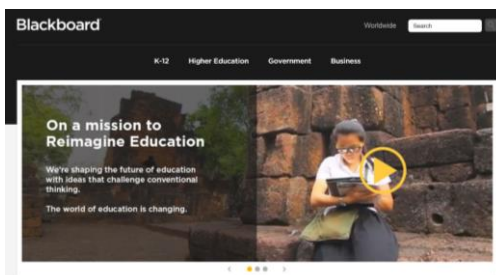 Blackboard
Worldwide
Search
K-12 Higher Education Government Business
On a mission to
Reimagine Education
We're shaping the future of education
with ideas that challenge conventional
thinking.
The world of education is changing.